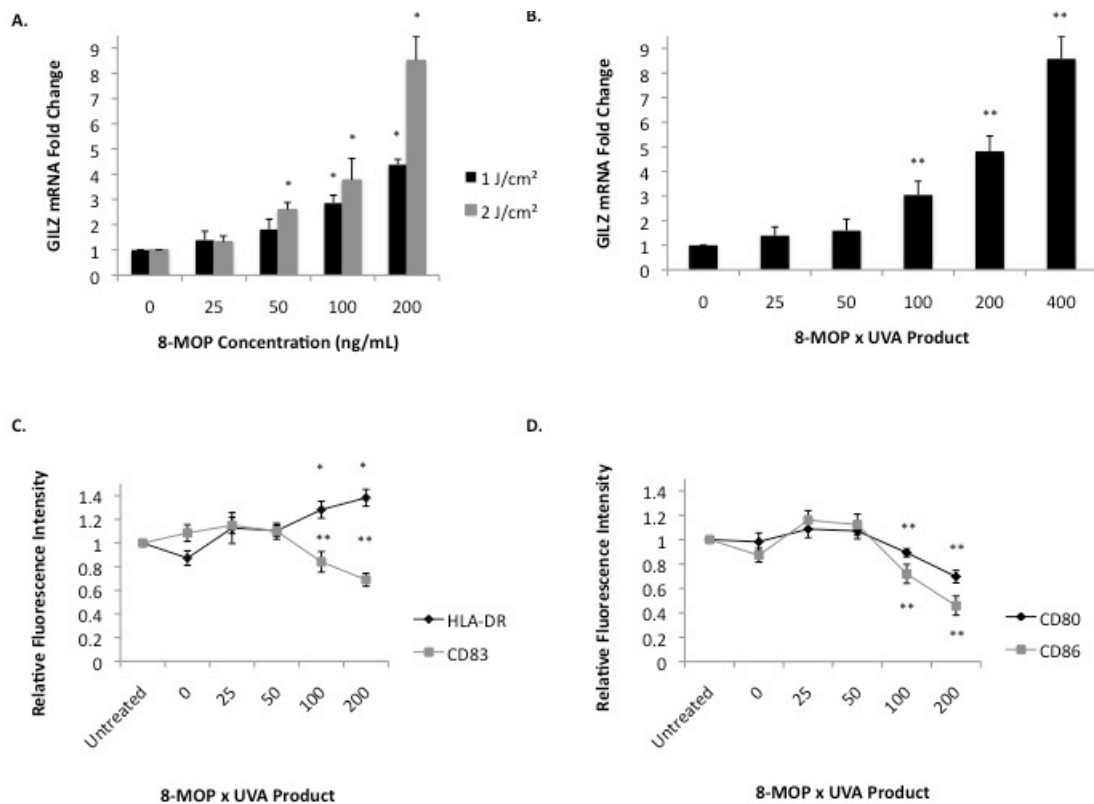 A.
GILZ mRNA Fold Change
9
8
7
6
5
4
3
2
1
0
* * * * *
0 25 50 100 200
8-MOP Concentration (ng/mL)
1 J/cm²
2 J/cm²
B.
GILZ mRNA Fold Change
9
8
7
6
5
4
3
2
1
0
** ** **
0 25 50 100 200 400
8-MOP x UVA Product
C.
Relative Fluorescence Intensity
1.4
1.2
1
0.8
0.6
0.4
0.2
0
* *
** **
Untreated 0 25 50 100 200
8-MOP x UVA Product
HLA-DR
CD83
D.
Relative Fluorescence Intensity
1.4
1.2
1
0.8
0.6
0.4
0.2
0
** **
** **
Untreated 0 25 50 100 200
8-MOP x UVA Product
CD80
CD86